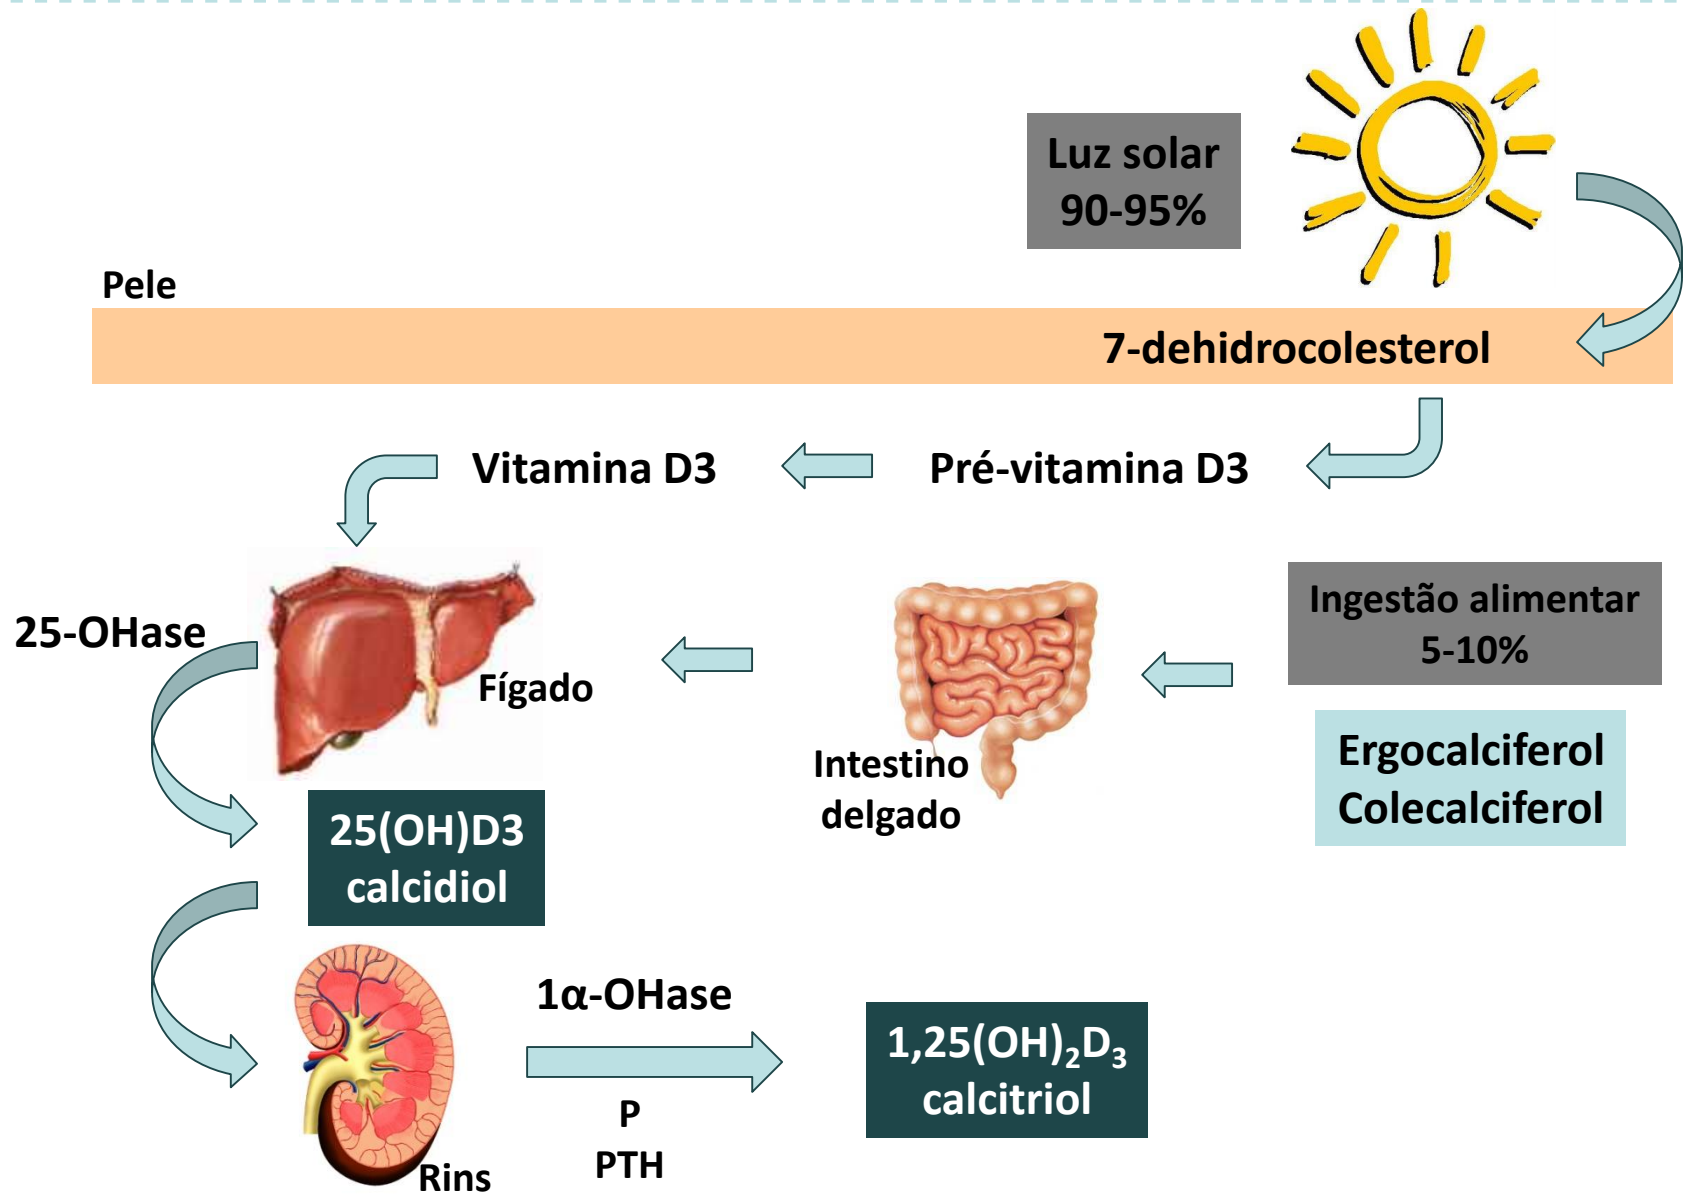 Luz solar
90-95%
Pele
7-dehidrocolesterol
Vitamina D3
Pré-vitamina D3
25-OHase
Fígado
Intestino
delgado
Ingestão alimentar
5-10%
Ergocalciferol
Colecalciferol
25(OH)D3
calcidiol
1α-OHase
P
PTH
Rins
1,25(OH)₂D₃
calcitriol